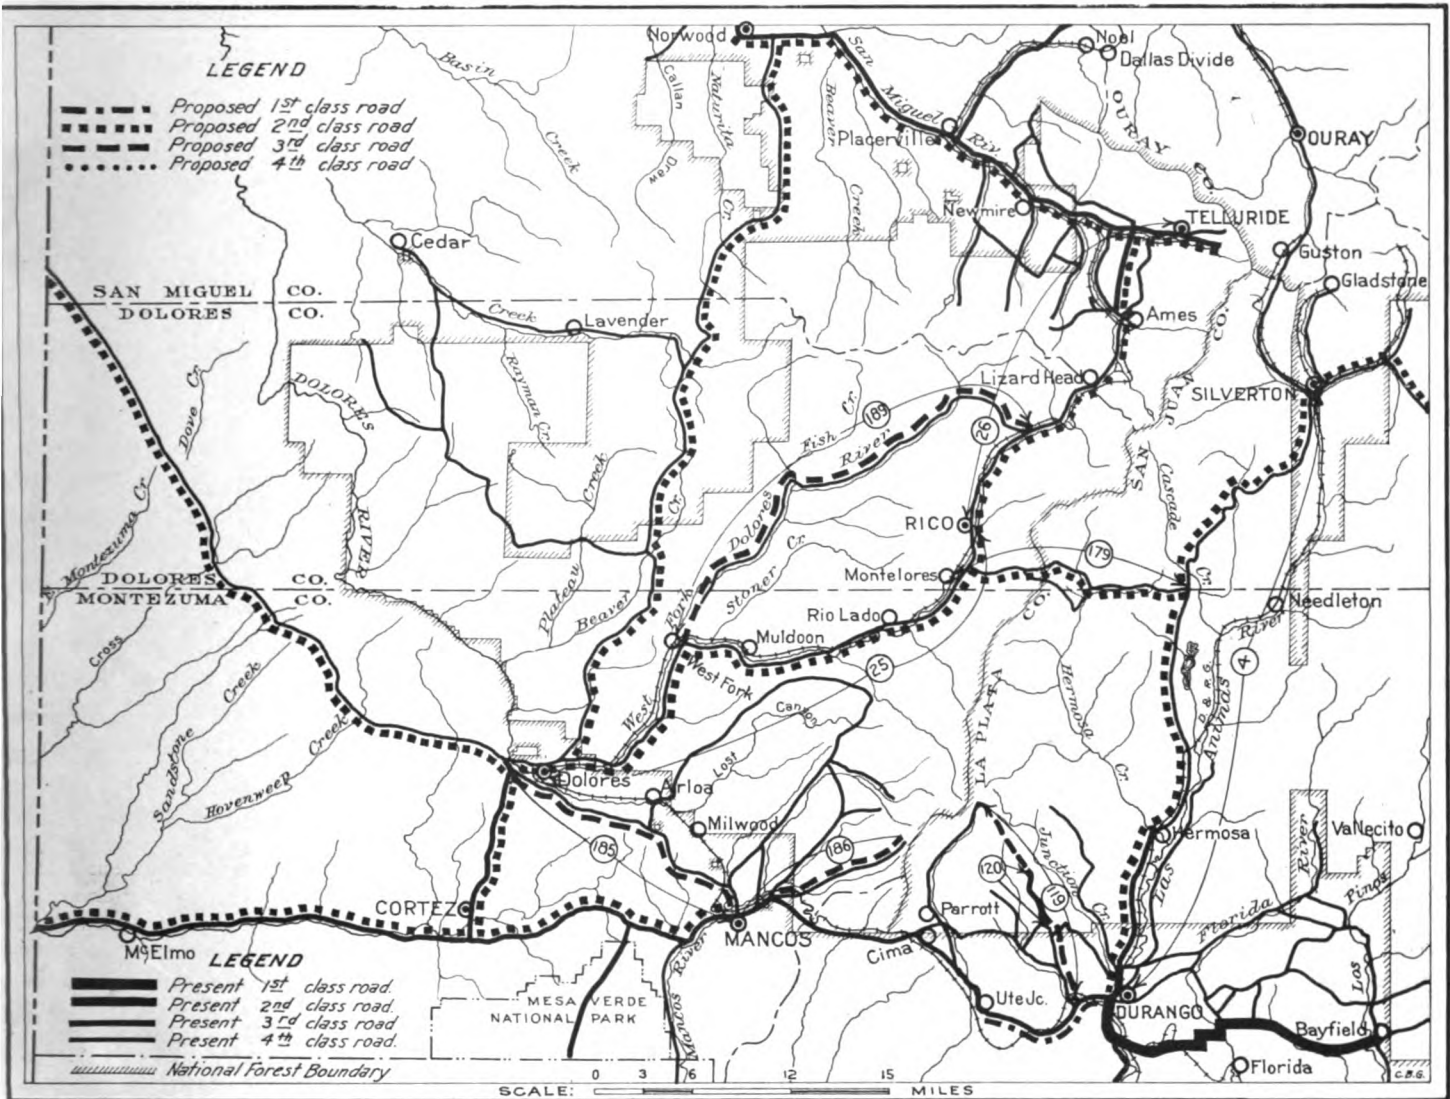 Norwood
San
Nool
Dallas Divide
LEGEND
Proposed 1st class road
Proposed 2nd class road
Proposed 3rd class road
Proposed 4th class road
Basin
Creek
Callan
Draw
Naturita
Cr.
Beaver
Creek
Miguel
Riv
Placerville
OURAY
CO.
OURAY
Newmire
TELLURIDE
Guston
Gladstone
Cedar
SAN MIGUEL CO.
DOLORES CO.
Creek
Lavender
Ames
CO.
Dove Cr.
DOLORES
RIVER
Rayman Cr.
Creek
Cr.
Fish Cr.
189
River
26
Lizard Head
SAN JUAN
SILVERTON
Cascade
Cr.
Montezuma Cr
Dolores
Stoner Cr.
RICO
Montelores
179
DOLORES CO.
MONTEZUMA CO.
Cross
Plateau
Beaver
Fork
West
Rio Lado
CO.
Muldoon
West Fork
25
Needleton
River
4
Creek
Sandstone
Creek
Hovenweep
Canyon
Lost
LA PLATA
Hermosa
Cr.
D. & R. G.
Animas
Las
Dolores
Arloa
Milwood
185
186
Junction
Cr.
120
119
Hermosa
Vallecito
River
Pinos
Los
CORTEZ
McElmo
MANCOS
Parrott
Cima
Florida
LEGEND
Present 1st class road.
Present 2nd class road.
Present 3rd class road
Present 4th class road.
National Forest Boundary
MESA VERDE
NATIONAL PARK
River
Mancos
Ute Jc.
DURANGO
Bayfield
Florida
0 3 6 12 15
SCALE: MILES
C.B.G.